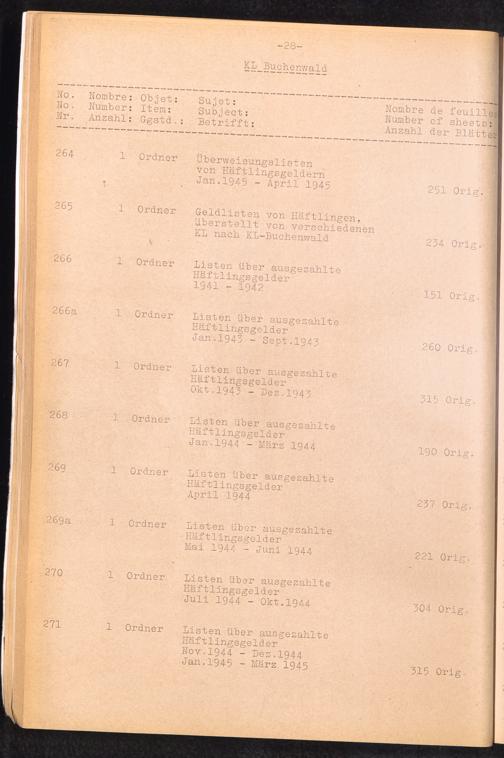 -28-
KL Buchenwald
No. Nombre: Objet: Sujet: Nombre de feuilles
No. Number: Item: Subject: Number of sheets:
Nr. Anzahl: Ggstd.: Betrifft: Anzahl der Blätter
264 1 Ordner Überweisungslisten
von Häftlingsgeldern
Jan.1945 - April 1945 251 Orig.
265 1 Ordner Geldlisten von Häftlingen,
überstellt von verschiedenen
KL nach KL-Buchenwald 234 Orig.
266 1 Ordner Listen über ausgezahlte
Häftlingsgelder
1941 - 1942 151 Orig.
266a 1 Ordner Listen über ausgezahlte
Häftlingsgelder
Jan.1943 - Sept.1943 260 Orig.
267 1 Ordner Listen über ausgezahlte
Häftlingsgelder
Okt.1943 - Dez.1943 315 Orig.
268 1 Ordner Listen über ausgezahlte
Häftlingsgelder
Jan.1944 - März 1944 190 Orig.
269 1 Ordner Listen über ausgezahlte
Häftlingsgelder
April 1944 237 Orig.
269a 1 Ordner Listen über ausgezahlte
Häftlingsgelder
Mai 1944 - Juni 1944 221 Orig.
270 1 Ordner Listen über ausgezahlte
Häftlingsgelder
Juli 1944 - Okt.1944 304 Orig.
271 1 Ordner Listen über ausgezahlte
Häftlingsgelder
Nov.1944 - Dez.1944
Jan.1945 - März 1945 315 Orig.